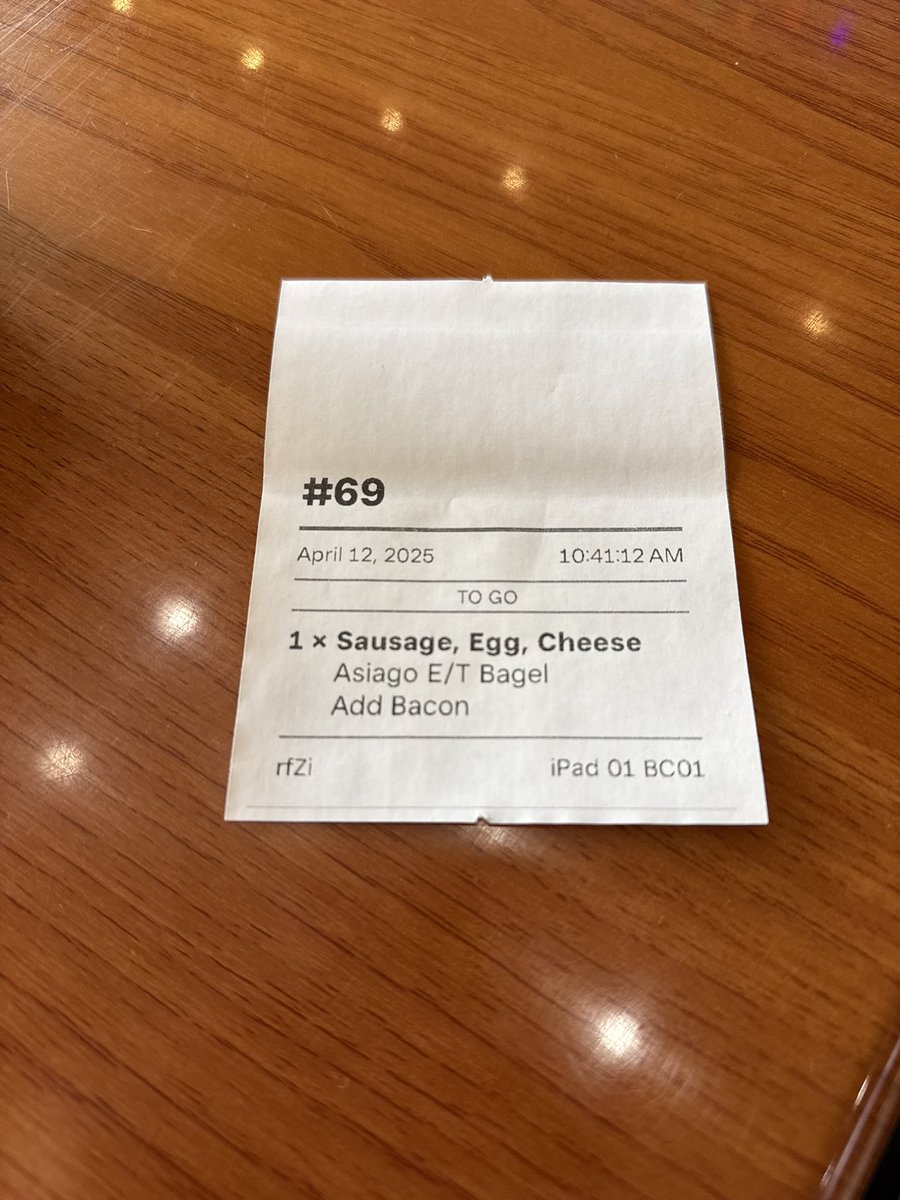 #69
April 12, 2025 10:41:12 AM
TO GO
1 × Sausage, Egg, Cheese
Asiago E/T Bagel
Add Bacon
rfZi iPad 01 BC01